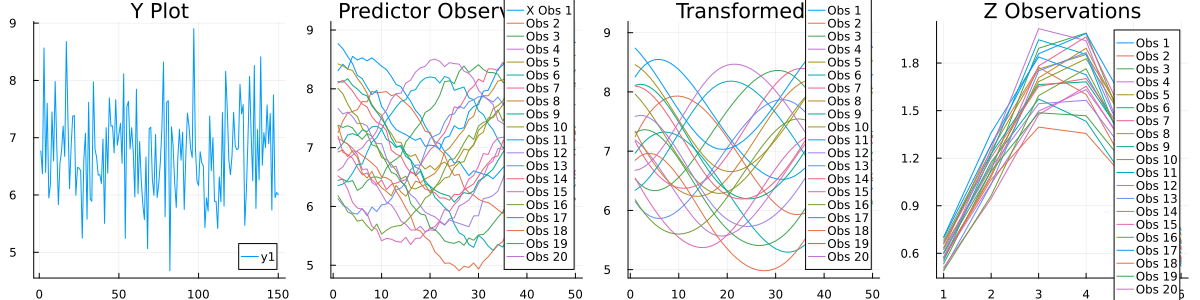 Y Plot
9
8
7
6
5
0
50
100
150
y1
Predictor Observ
9
8
7
6
5
0
10
20
30
40
50
X Obs 1
Obs 2
Obs 3
Obs 4
Obs 5
Obs 6
Obs 7
Obs 8
Obs 9
Obs 10
Obs 11
Obs 12
Obs 13
Obs 14
Obs 15
Obs 16
Obs 17
Obs 18
Obs 19
Obs 20
Transformed
9
8
7
6
5
0
10
20
30
40
50
Obs 1
Obs 2
Obs 3
Obs 4
Obs 5
Obs 6
Obs 7
Obs 8
Obs 9
Obs 10
Obs 11
Obs 12
Obs 13
Obs 14
Obs 15
Obs 16
Obs 17
Obs 18
Obs 19
Obs 20
Z Observations
1.8
1.5
1.2
0.9
0.6
1
2
3
4
Obs 1
Obs 2
Obs 3
Obs 4
Obs 5
Obs 6
Obs 7
Obs 8
Obs 9
Obs 10
Obs 11
Obs 12
Obs 13
Obs 14
Obs 15
Obs 16
Obs 17
Obs 18
Obs 19
Obs 20